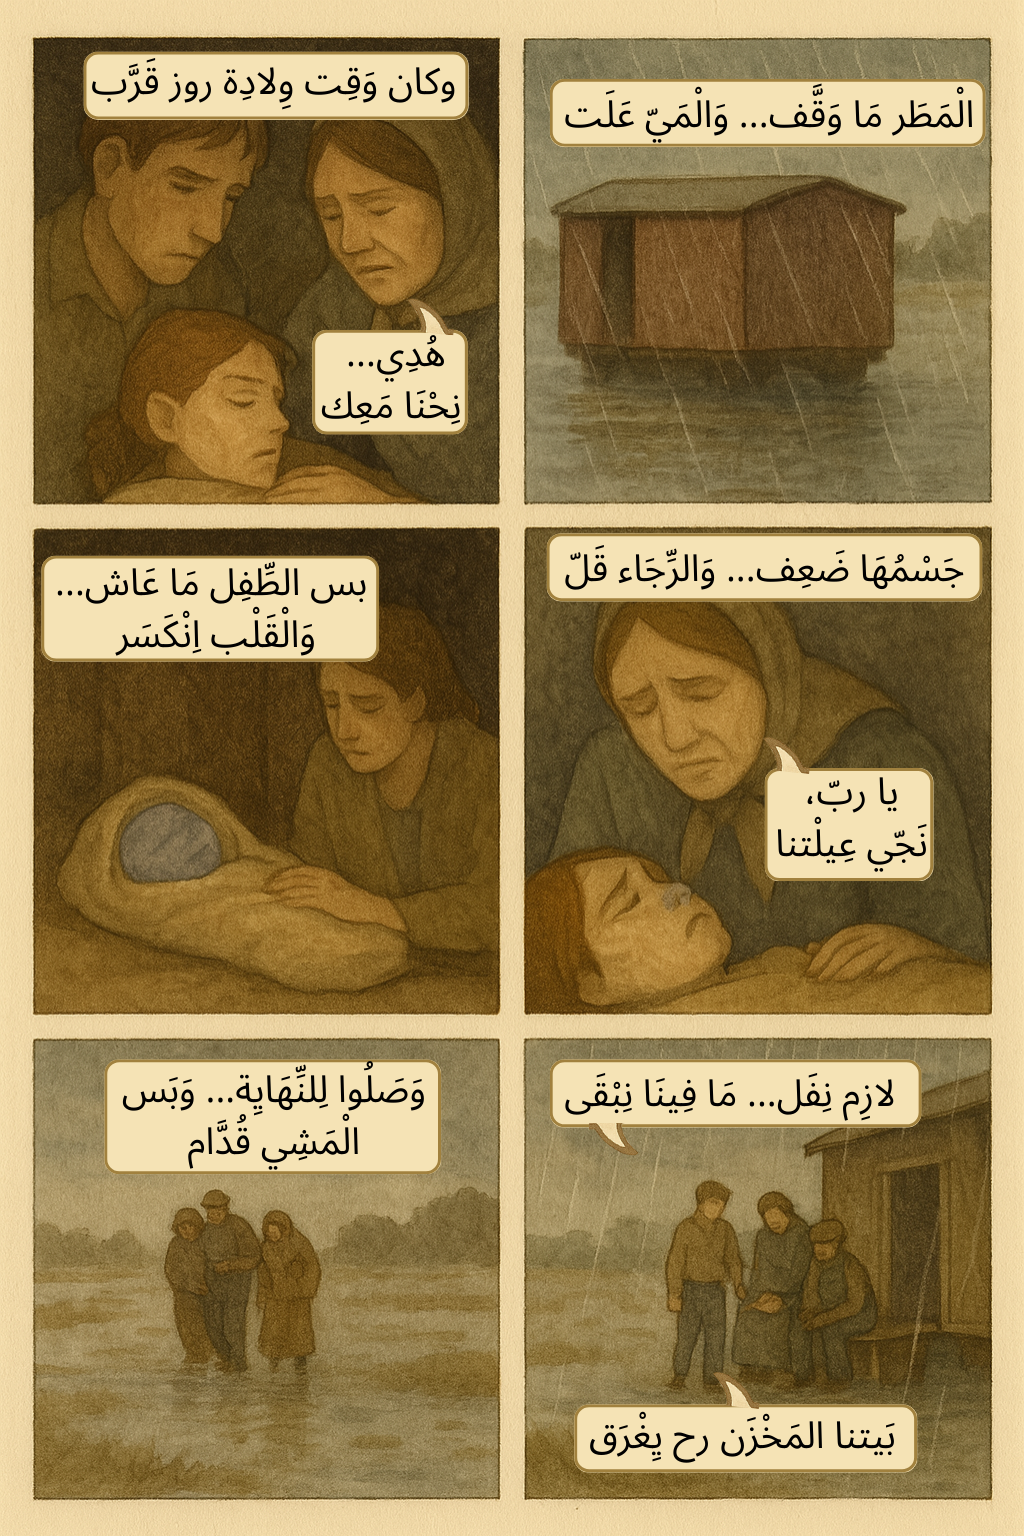 الْمَطَر مَا وَقَّف... وَالْمَيّ عَلَت
وكان وَقِت وِلادِة روز قَرَّب
هُدِي...
نِحْنَا مَعِك
جَسْمُهَا ضَعِف... وَالرِّجَاء قَلّ
يا ربّ،
نَجّي عِيلْتنا
بس الطِّفِل مَا عَاش...
وَالْقَلْب اِنْكَسَر
لازِم نِفَل... مَا فِينَا نِبْقَى
بَيتنا المَخْزَن رح يِغْرَق
وَصَلُوا لِلنِّهَايِة... وَبَس
الْمَشِي قُدَّام